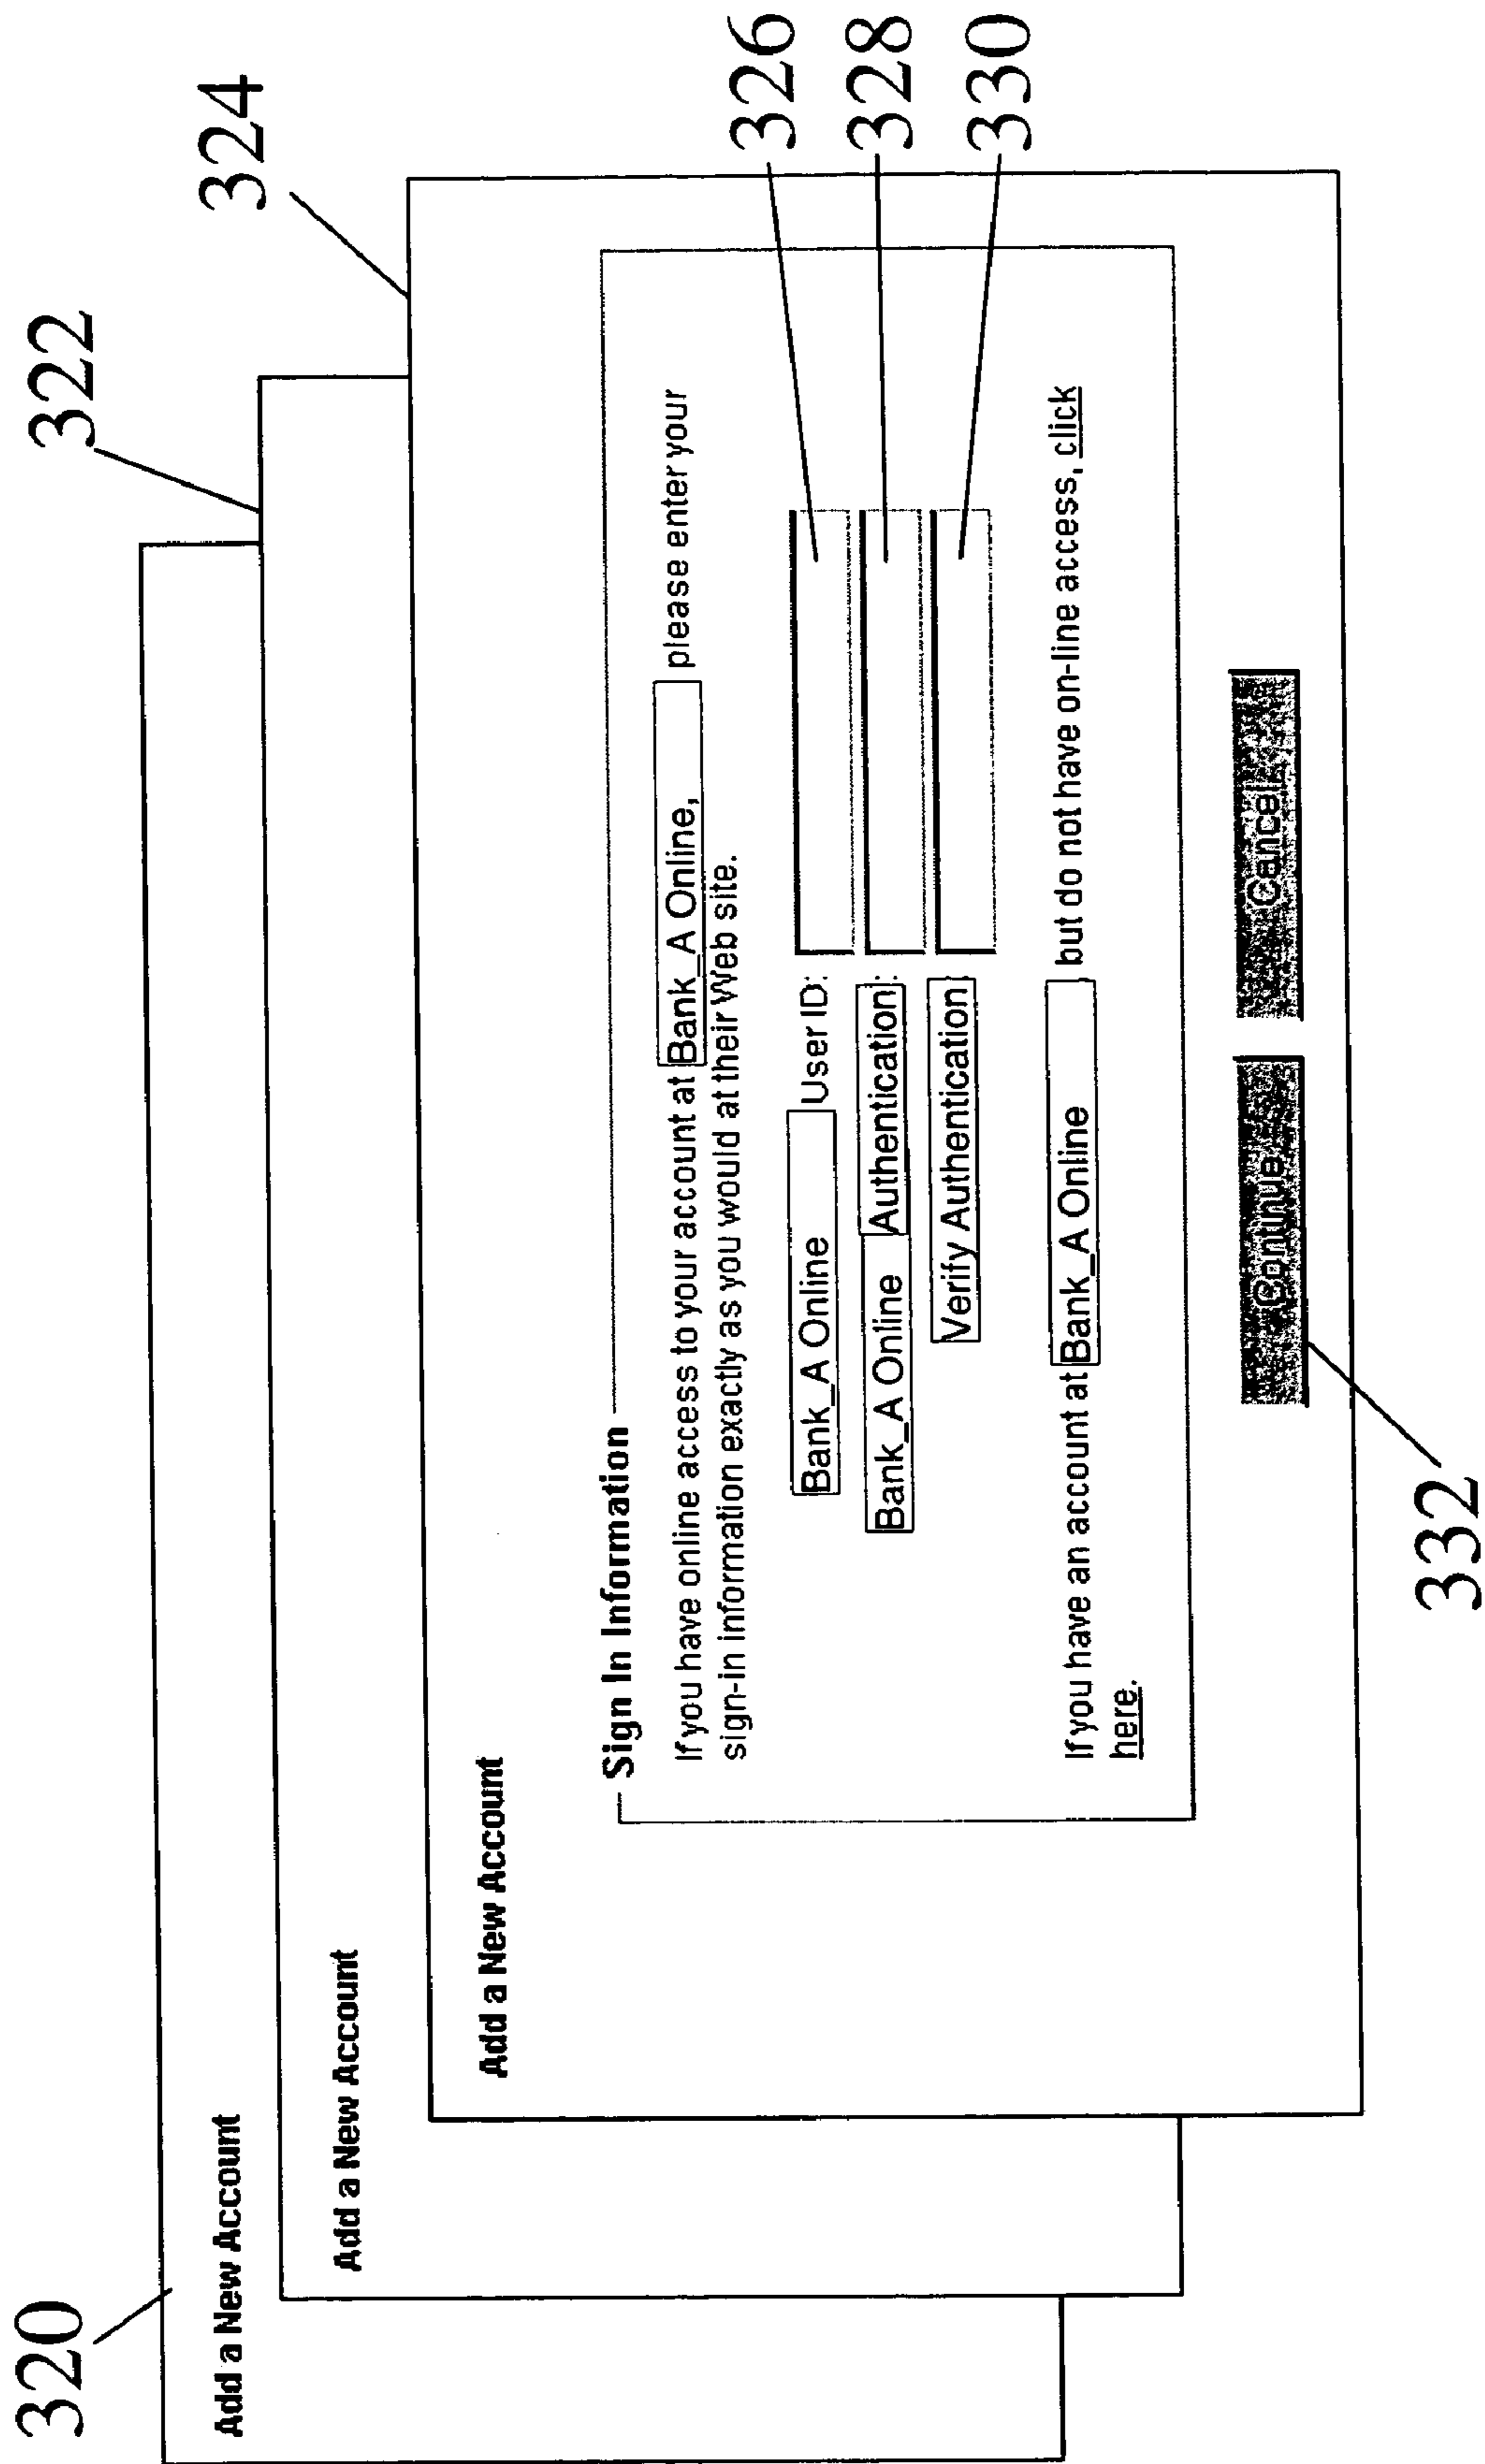 320
322
324
Add a New Account
Add a New Account
Add a New Account
Sign In Information
If you have online access to your account at Bank_A Online, please enter your
sign-in information exactly as you would at their Web site.
Bank_A Online User ID:
326
Bank_A Online Authentication:
328
Verify Authentication
330
If you have an account at Bank_A Online but do not have on-line access, click
here.
Continue Cancel
332